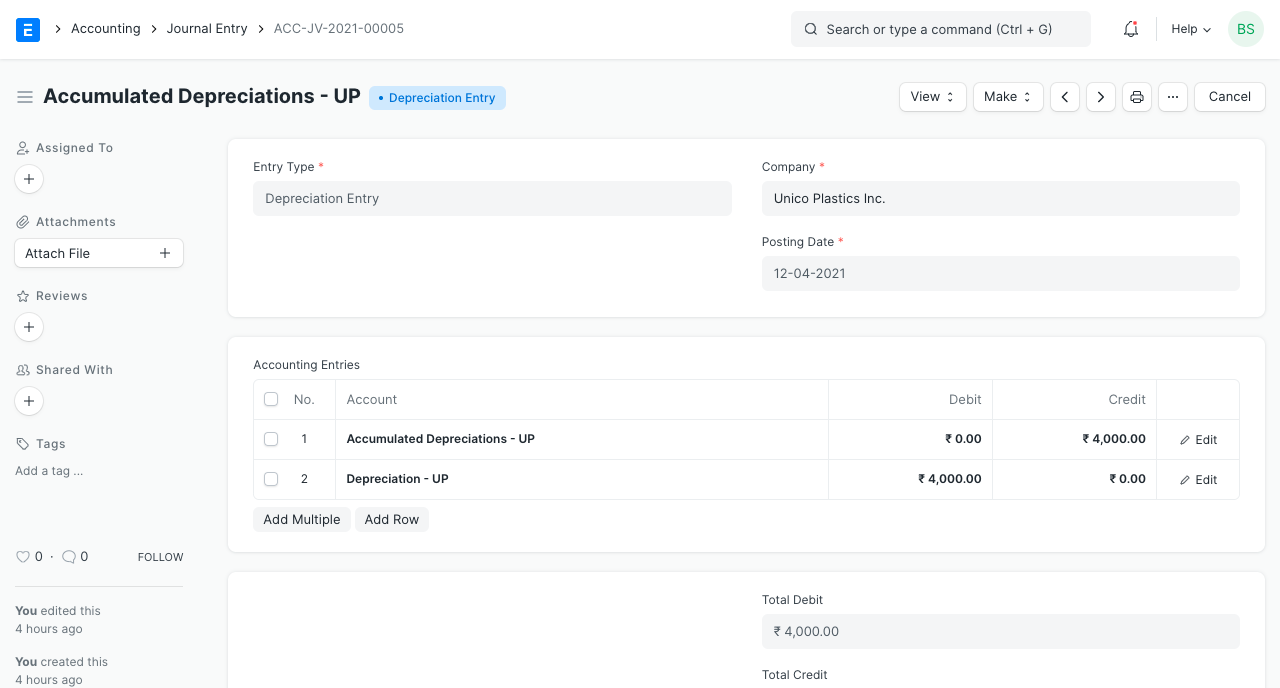 E
Accounting
Journal Entry
ACC-JV-2021-00005
Search or type a command (Ctrl + G)
Help
BS
Accumulated Depreciations - UP
• Depreciation Entry
View
Make
Cancel
Assigned To
Attachments
Attach File
Reviews
Shared With
Tags
Add a tag ...
0 · 0 FOLLOW
You edited this
4 hours ago
You created this
4 hours ago
Entry Type *
Depreciation Entry
Company *
Unico Plastics Inc.
Posting Date *
12-04-2021
Accounting Entries
No. Account Debit Credit
1 Accumulated Depreciations - UP ₹ 0.00 ₹ 4,000.00 Edit
2 Depreciation - UP ₹ 4,000.00 ₹ 0.00 Edit
Add Multiple Add Row
Total Debit
₹ 4,000.00
Total Credit